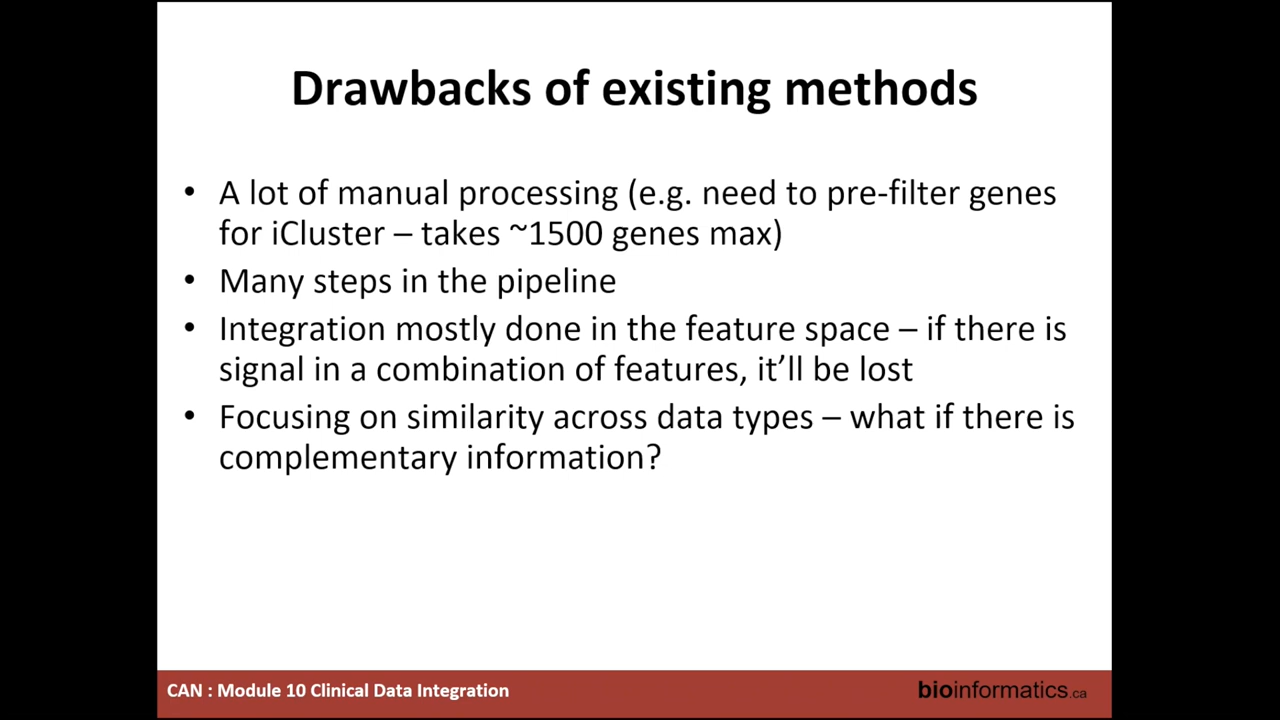 Drawbacks of existing methods
• A lot of manual processing (e.g. need to pre-filter genes
for iCluster – takes ~1500 genes max)
• Many steps in the pipeline
• Integration mostly done in the feature space – if there is
signal in a combination of features, it’ll be lost
• Focusing on similarity across data types – what if there is
complementary information?
CAN : Module 10 Clinical Data Integration
bioinformatics.ca